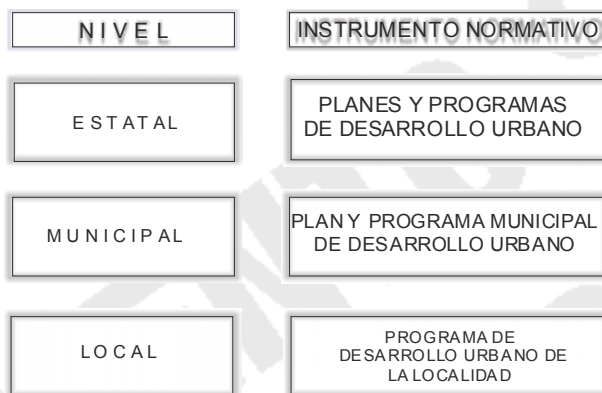 NIVEL
INSTRUMENTO NORMATIVO
ESTATAL
PLANES Y PROGRAMAS
DE DESARROLLO URBANO
MUNICIPAL
PLAN Y PROGRAMA MUNICIPAL
DE DESARROLLO URBANO
LOCAL
PROGRAMA DE
DESARROLLO URBANO DE
LA LOCALIDAD